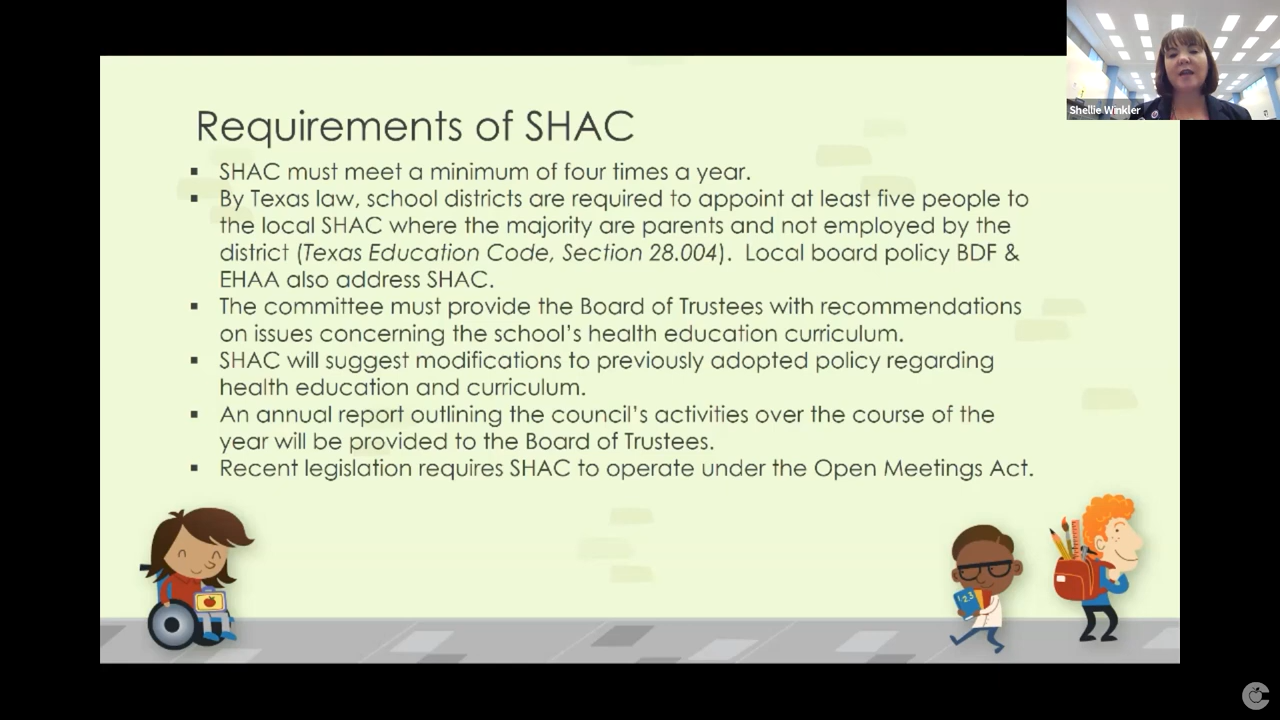 Requirements of SHAC
▪ SHAC must meet a minimum of four times a year.
▪ By Texas law, school districts are required to appoint at least five people to
the local SHAC where the majority are parents and not employed by the
district (Texas Education Code, Section 28.004). Local board policy BDF &
EHAA also address SHAC.
▪ The committee must provide the Board of Trustees with recommendations
on issues concerning the school's health education curriculum.
▪ SHAC will suggest modifications to previously adopted policy regarding
health education and curriculum.
▪ An annual report outlining the council's activities over the course of the
year will be provided to the Board of Trustees.
▪ Recent legislation requires SHAC to operate under the Open Meetings Act.
Shellie Winkler
123